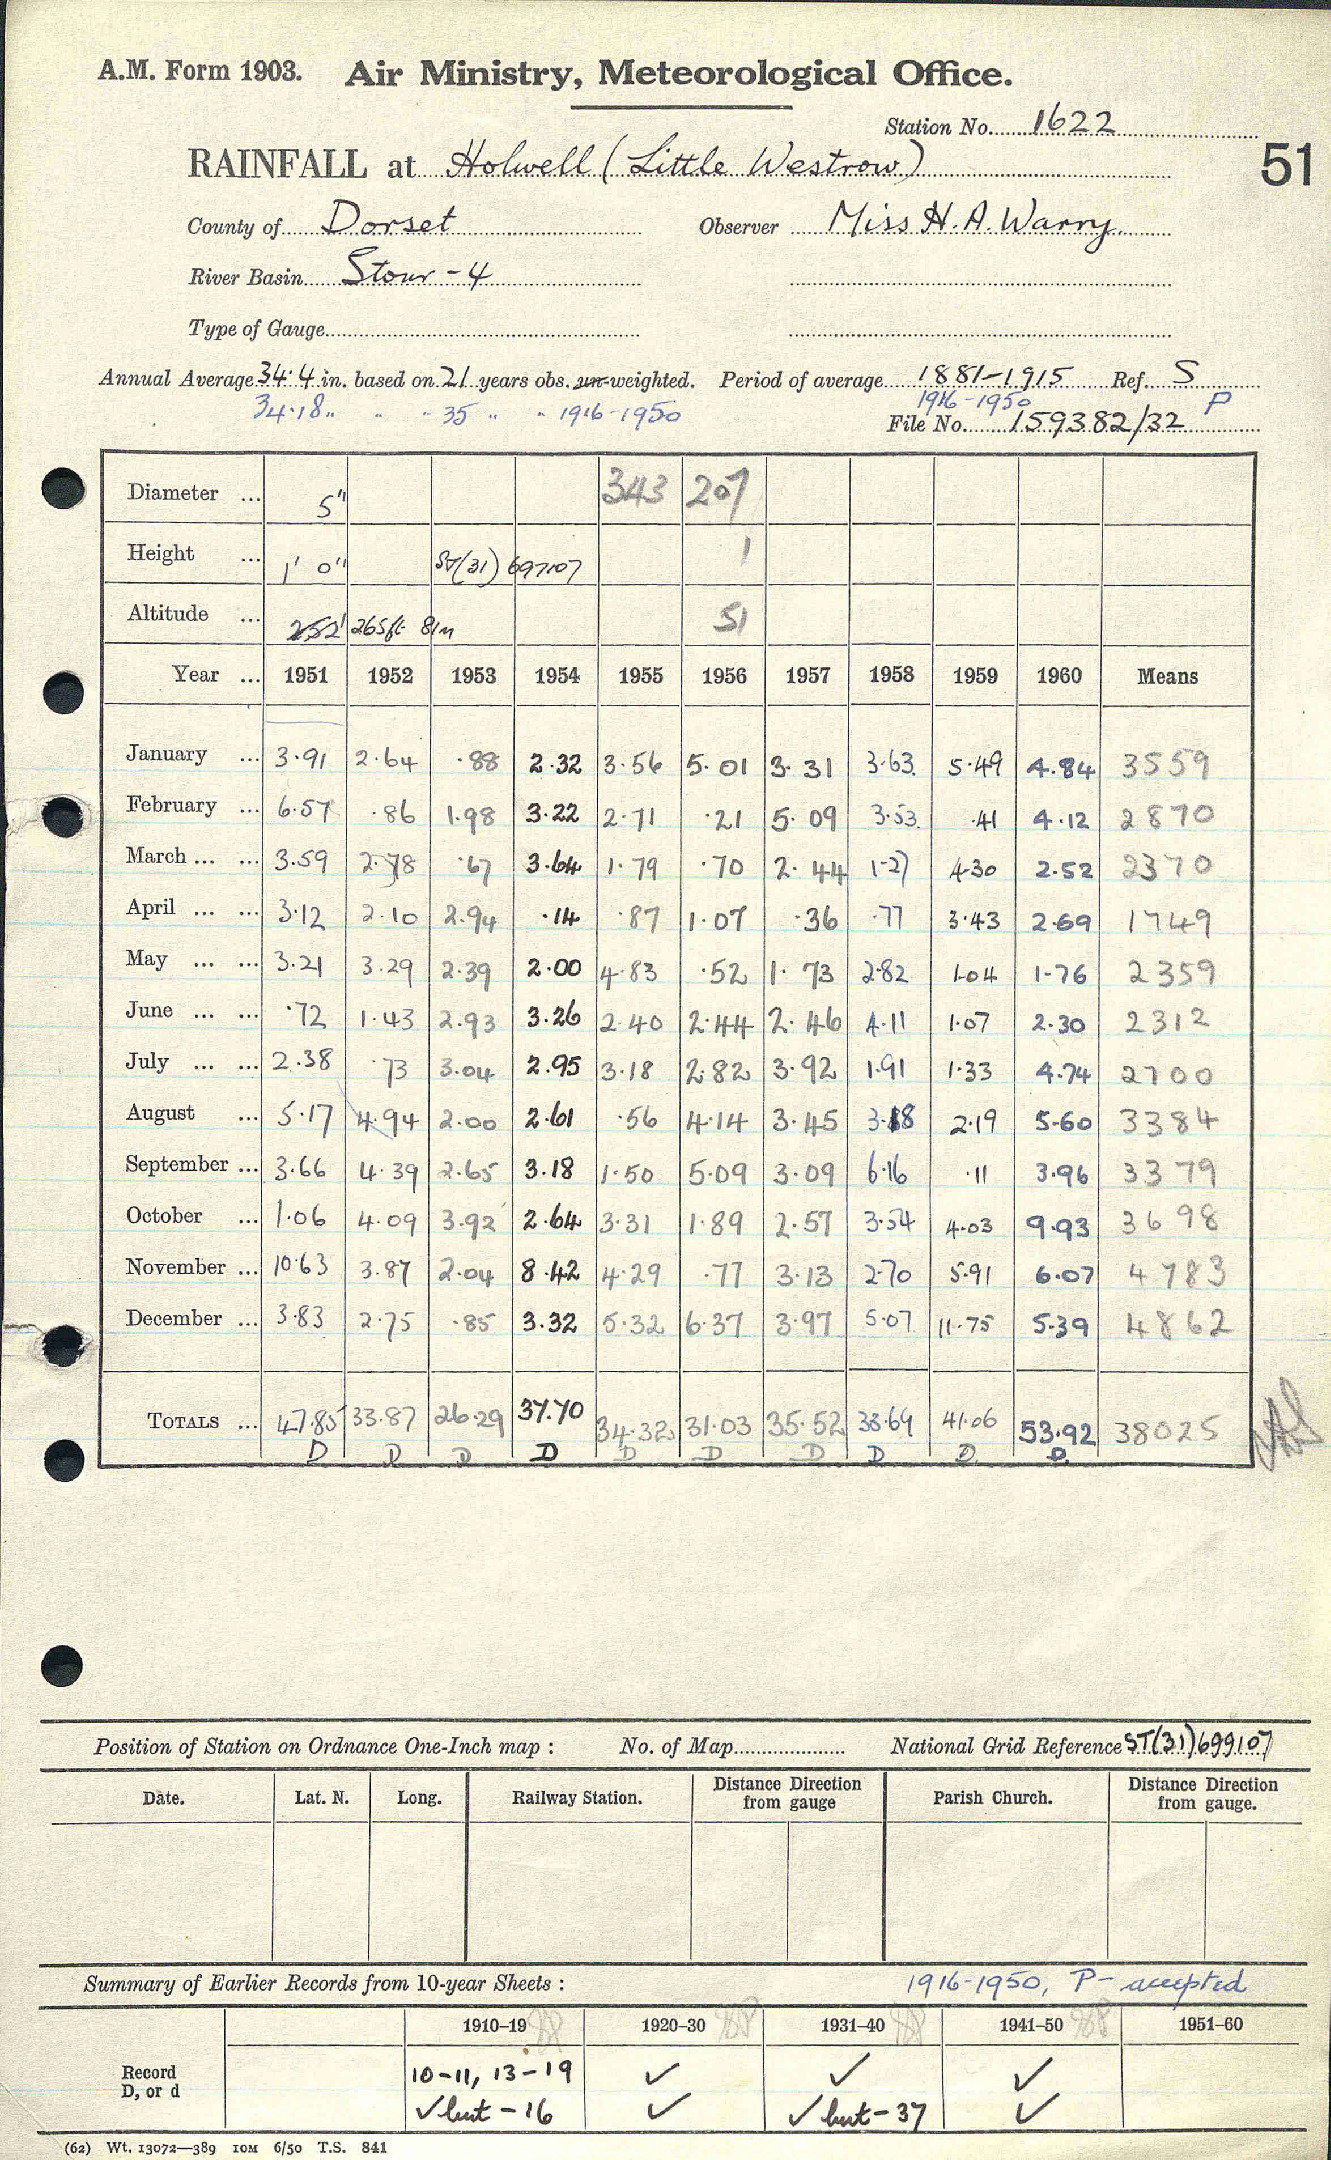 A.M. Form 1903. Air Ministry, Meteorological Office.
Station No. 1622
RAINFALL at Holwell (Little Westrow) 51
County of Dorset Observer Miss H. A. Warry.
River Basin Stour - 4
Type of Gauge
Annual Average 34.4 in. based on 21 years obs. un-weighted. Period of average 1881-1915 Ref. S
34.18 " " " 35 " " " 1916-1950 1916-1950 P
File No. 159382/32
Diameter ... 5" 343 207
Height ... 1' 0" ST(31) 697107 1
Altitude ... 252' 265ft 81m 51
Year ... 1951 1952 1953 1954 1955 1956 1957 1958 1959 1960 Means
January ... 3.91 2.64 .88 2.32 3.56 5.01 3.31 3.63 5.49 4.84 3559
February ... 6.57 .86 1.98 3.22 2.71 .21 5.09 3.53 .41 4.12 2870
March ... ... 3.59 2.78 .67 3.64 1.79 .70 2.44 1.27 4.30 2.52 2370
April ... ... 3.12 2.10 2.94 .14 .87 1.07 .36 .77 3.43 2.69 1749
May ... ... 3.21 3.29 2.39 2.00 4.83 .52 1.73 2.82 1.04 1.76 2359
June ... ... .72 1.43 2.93 3.26 2.40 2.44 2.46 4.11 1.07 2.30 2312
July ... ... 2.38 .73 3.04 2.95 3.18 2.82 3.92 1.91 1.33 4.74 2700
August ... 5.17 4.94 2.00 2.61 .56 4.14 3.45 3.18 2.19 5.60 3384
September ... 3.66 4.39 2.65 3.18 1.50 5.09 3.09 6.16 .11 3.96 3379
October ... 1.06 4.09 3.92 2.64 3.31 1.89 2.57 3.54 4.03 9.93 3698
November ... 10.63 3.87 2.04 8.42 4.29 .77 3.13 2.70 5.91 6.07 4783
December ... 3.83 2.75 .85 3.32 5.32 6.37 3.97 5.07 11.75 5.39 4862
TOTALS ... 47.85 33.87 26.29 37.70 34.32 31.03 35.52 38.69 41.06 53.92 38025
D D D D D D D D D D
Position of Station on Ordnance One-Inch map : No. of Map National Grid Reference ST(31)699107
Date. Lat. N. Long. Railway Station. Distance Direction from gauge Parish Church. Distance Direction from gauge.
Summary of Earlier Records from 10-year Sheets : 1916-1950, P- accepted
1910-19 1920-30 1931-40 1941-50 1951-60
Record 10-11, 13-19 ✓ ✓ ✓
D, or d ✓ but - 16 ✓ ✓ but - 37 ✓
(62) Wt. 13072—389 10M 6/50 T.S. 841